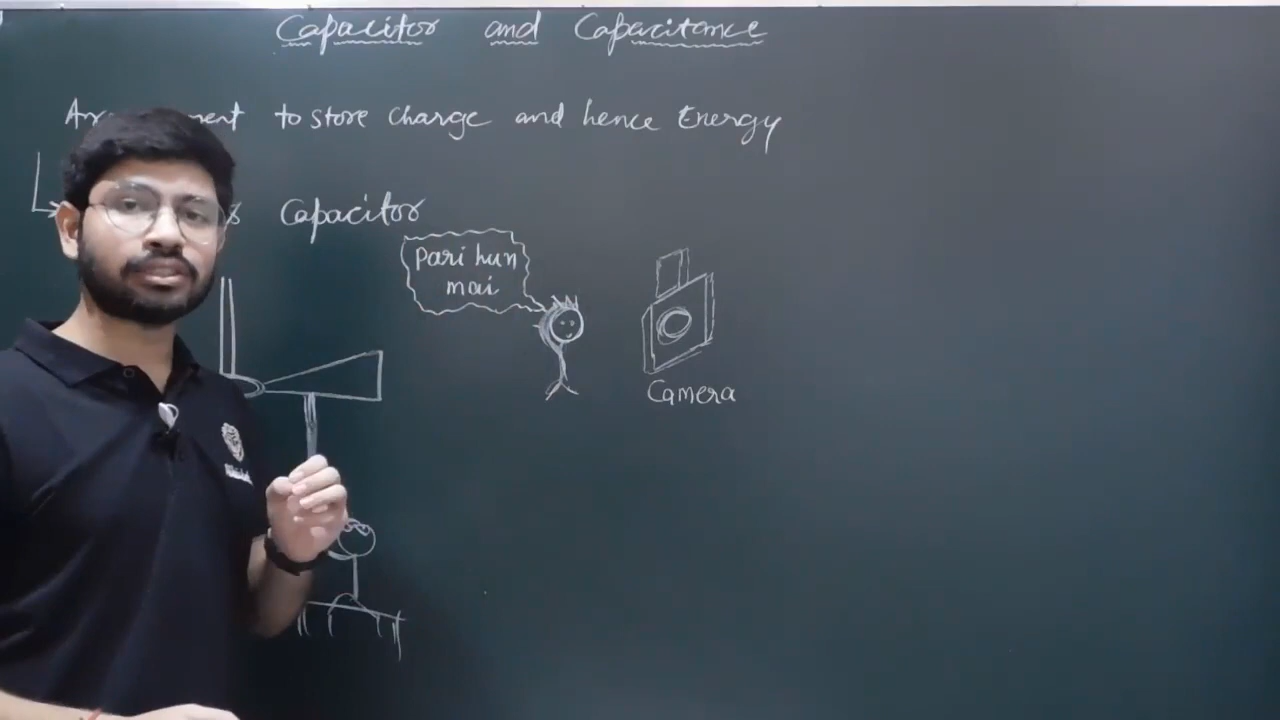 Capacitor and Capacitance
to store charge and hence Energy
Capacitor
Pari hun
mai
Camera